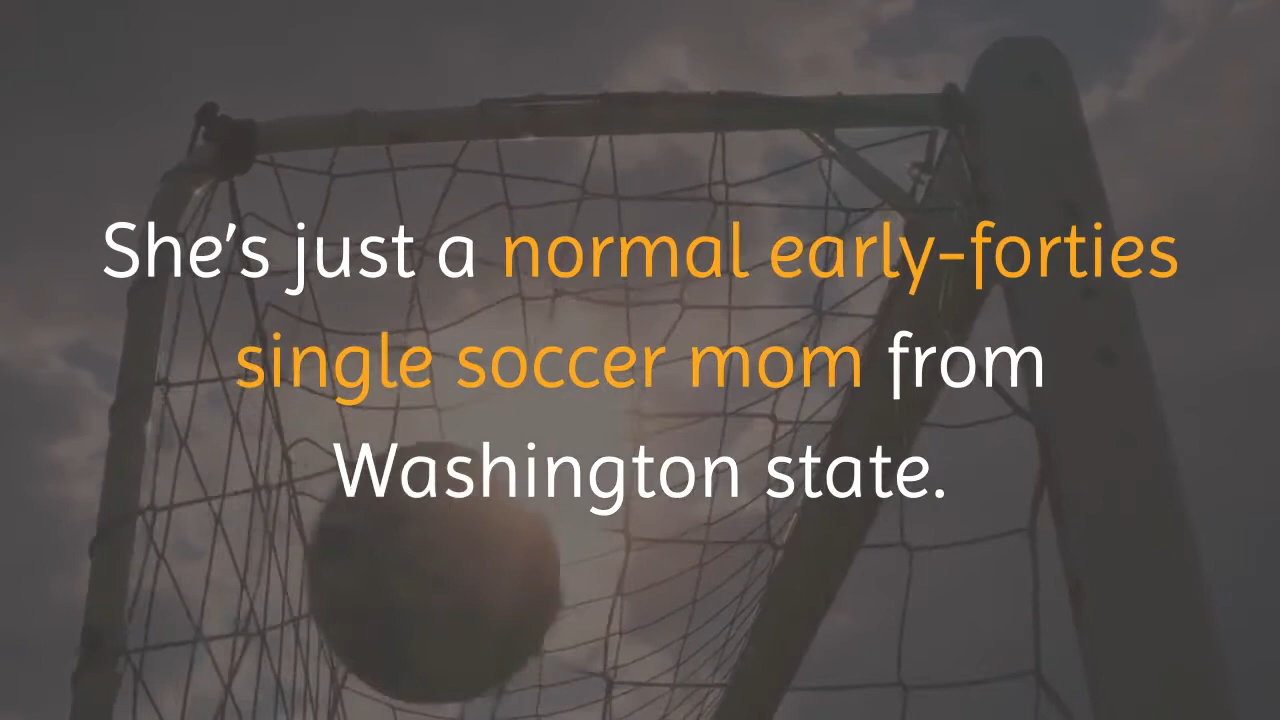 She's just a normal early-forties
single soccer mom from
Washington state.